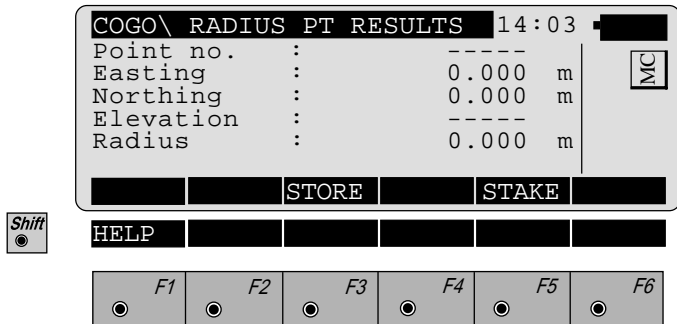 COGO\ RADIUS PT RESULTS 14:03
Point no. : -----
Easting : 0.000 m
Northing : 0.000 m
Elevation : -----
Radius : 0.000 m
MC
STORE STAKE
Shift
HELP
F1 F2 F3 F4 F5 F6